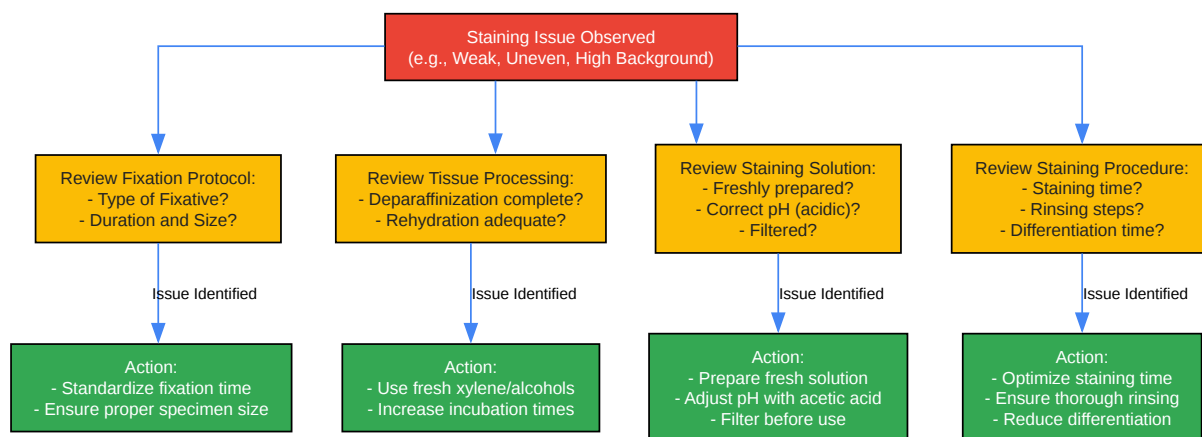 Staining Issue Observed
(e.g., Weak, Uneven, High Background)
Review Fixation Protocol:
- Type of Fixative?
- Duration and Size?
Review Tissue Processing:
- Deparaffinization complete?
- Rehydration adequate?
Review Staining Solution:
- Freshly prepared?
- Correct pH (acidic)?
- Filtered?
Review Staining Procedure:
- Staining time?
- Rinsing steps?
- Differentiation time?
Issue Identified
Issue Identified
Issue Identified
Issue Identified
Action:
- Standardize fixation time
- Ensure proper specimen size
Action:
- Use fresh xylene/alcohols
- Increase incubation times
Action:
- Prepare fresh solution
- Adjust pH with acetic acid
- Filter before use
Action:
- Optimize staining time
- Ensure thorough rinsing
- Reduce differentiation